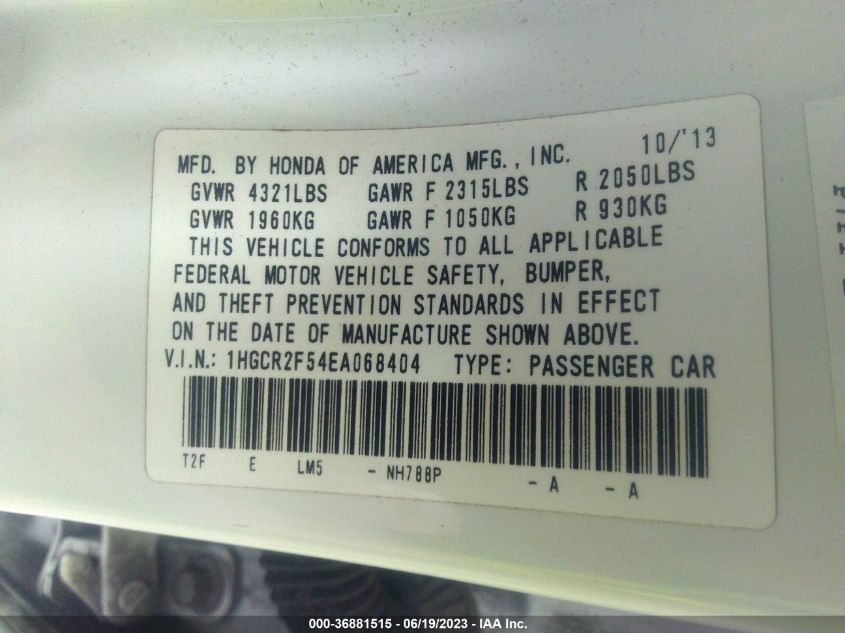 10/'13
MFD. BY HONDA OF AMERICA MFG., INC.
GVWR 4321LBS GAWR F 2315LBS R 2050LBS
GVWR 1960KG GAWR F 1050KG R 930KG
THIS VEHICLE CONFORMS TO ALL APPLICABLE
FEDERAL MOTOR VEHICLE SAFETY, BUMPER,
AND THEFT PREVENTION STANDARDS IN EFFECT
ON THE DATE OF MANUFACTURE SHOWN ABOVE.
V.I.N.: 1HGCR2F54EA068404 TYPE: PASSENGER CAR
T2F E LM5 - NH788P - A - A
000-36881515 - 06/19/2023 - IAA Inc.